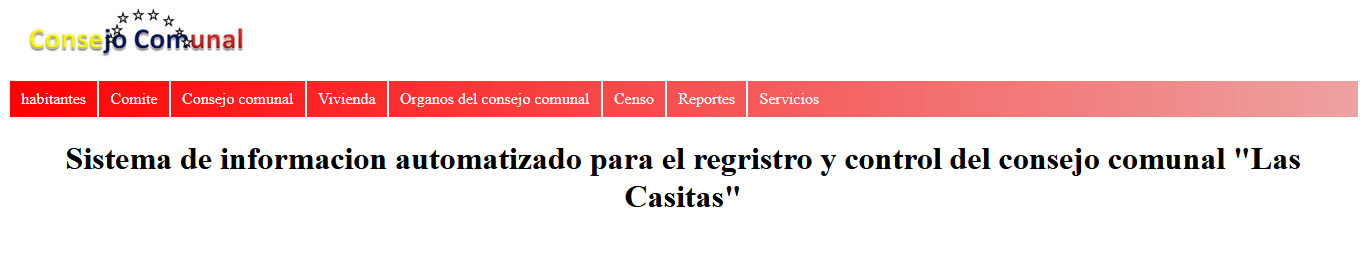 Consejo Comunal
habitantes Comite Consejo comunal Vivienda Organos del consejo comunal Censo Reportes Servicios
Sistema de informacion automatizado para el regristro y control del consejo comunal "Las
Casitas"